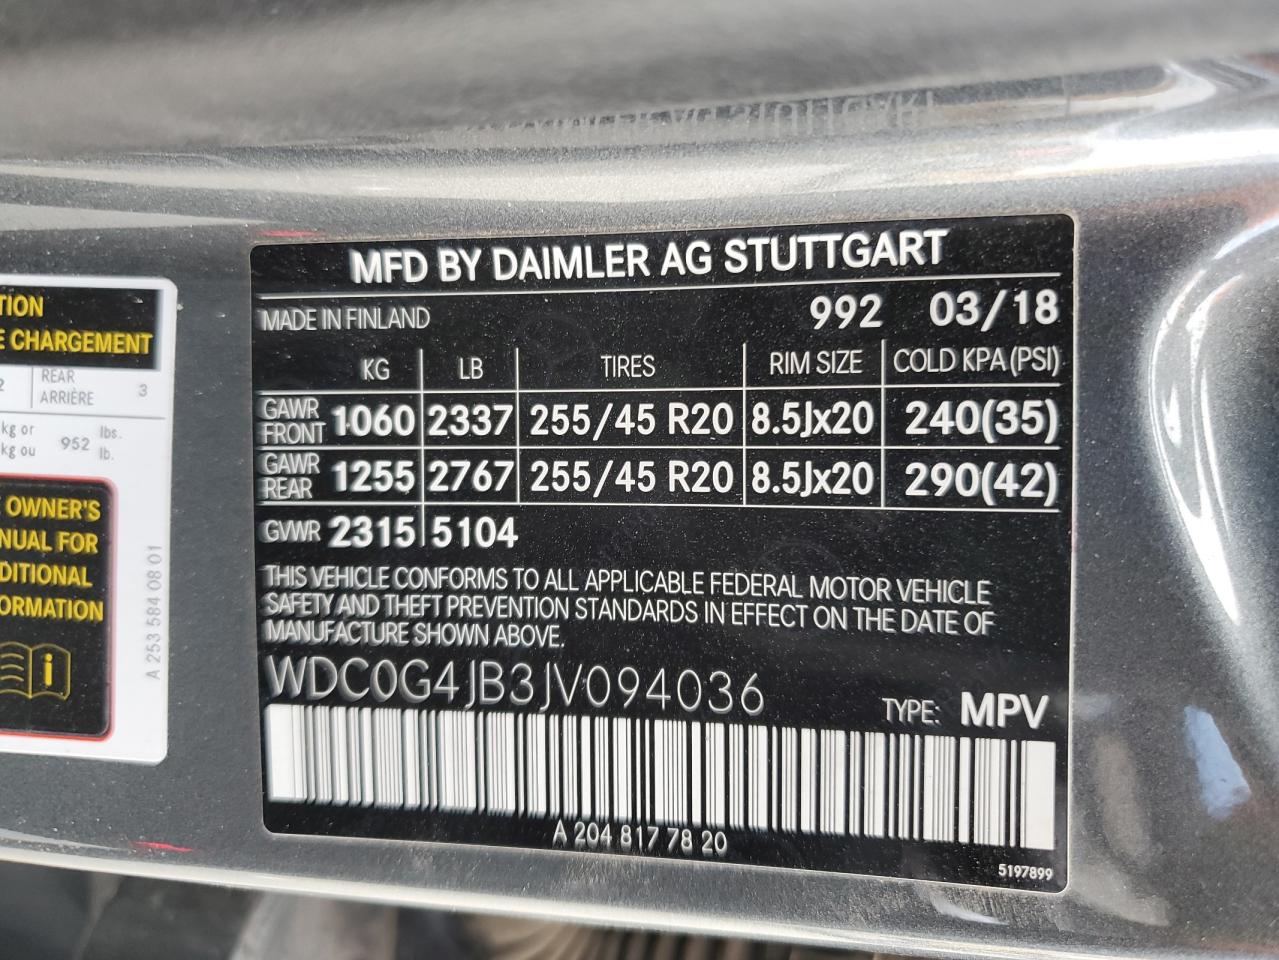 MFD BY DAIMLER AG STUTTGART
MADE IN FINLAND 992 03/18
KG LB TIRES RIM SIZE COLD KPA (PSI)
GAWR FRONT 1060 2337 255/45 R20 8.5Jx20 240(35)
GAWR REAR 1255 2767 255/45 R20 8.5Jx20 290(42)
GVWR 2315 5104
THIS VEHICLE CONFORMS TO ALL APPLICABLE FEDERAL MOTOR VEHICLE
SAFETY AND THEFT PREVENTION STANDARDS IN EFFECT ON THE DATE OF
MANUFACTURE SHOWN ABOVE.
WDC0G4JB3JV094036
TYPE: MPV
A 204 817 78 20
5197899
CHARGEMENT
REAR 3
ARRIÈRE
kg or 952 lbs.
kg ou lb.
OWNER'S
FOR
A 253 584 08 01